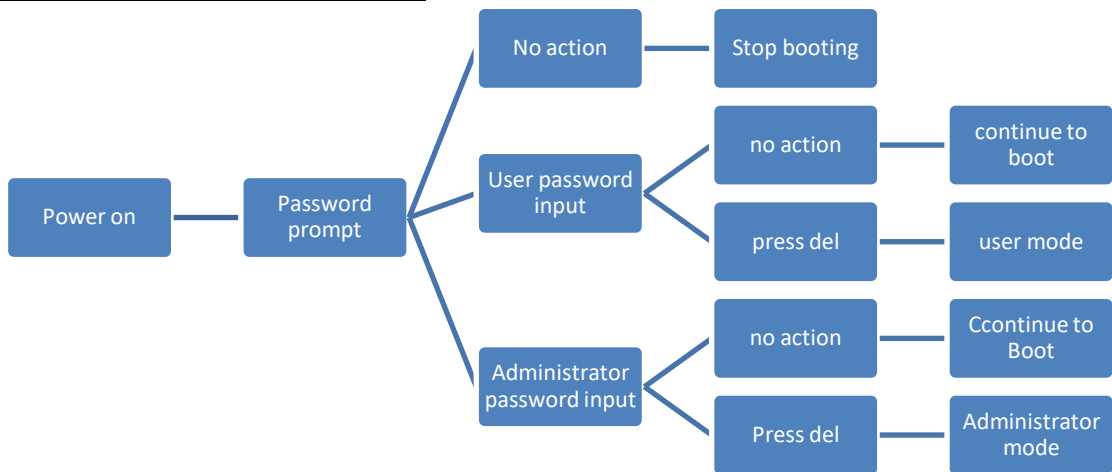 No action
Stop booting
no action
continue to
boot
User password
input
Power on
Password
prompt
press del
user mode
no action
Ccontinue to
Boot
Administrator
password input
Press del
Administrator
mode